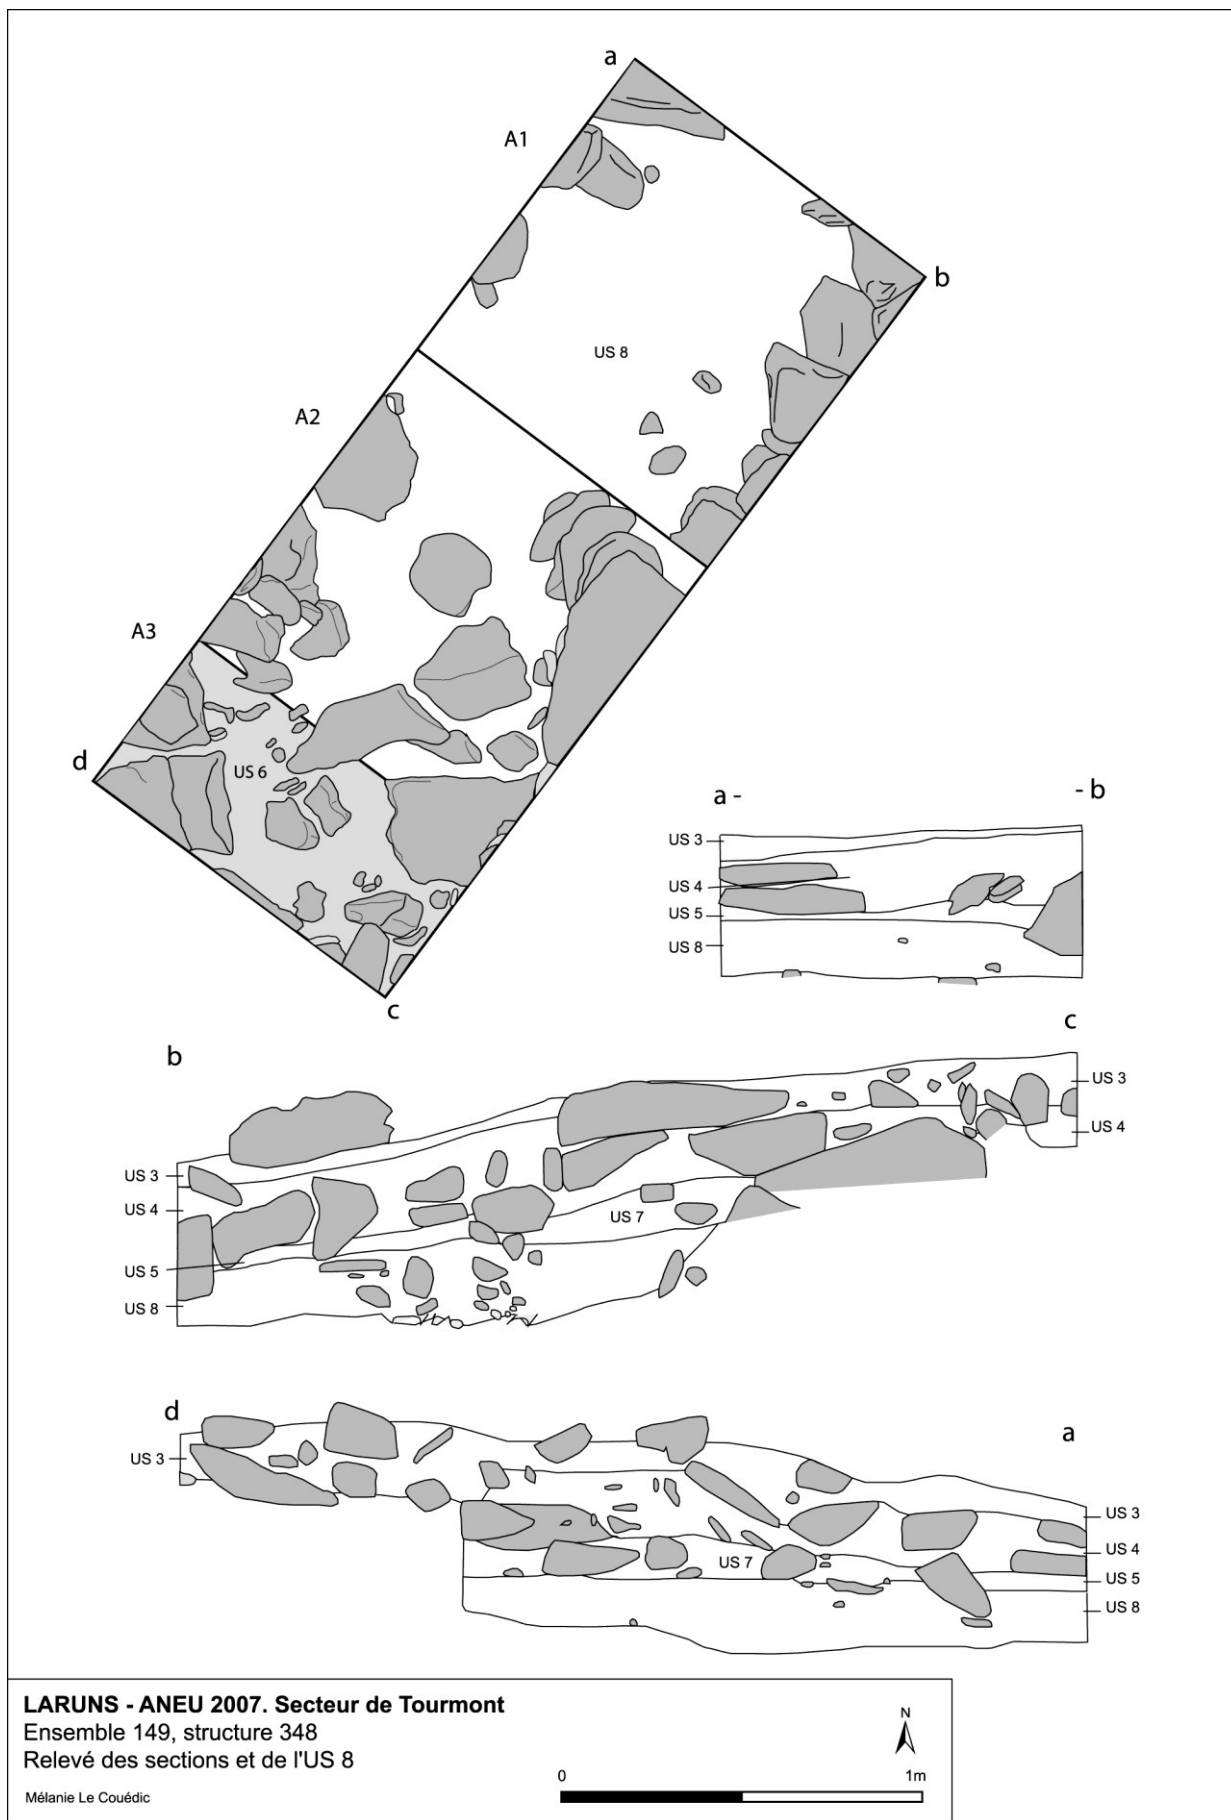 a
A1
b
US 8
A2
A3
d
US 6
c
a -
- b
US 3
US 4
US 5
US 8
c
b
US 3
US 4
US 3
US 4
US 7
US 5
US 8
d
a
US 3
US 3
US 4
US 7
US 5
US 8
LARUNS - ANEU 2007. Secteur de Tourmont
Ensemble 149, structure 348
Relevé des sections et de l'US 8
Mélanie Le Couédic
N
0
1m